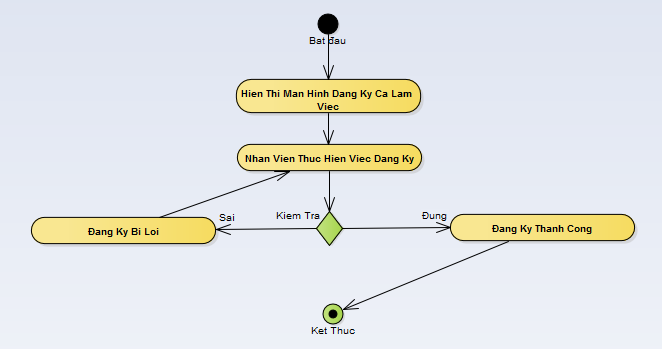 Bat đau
Hien Thi Man Hinh Dang Ky Ca Lam
Viec
Nhan Vien Thuc Hien Viec Dang Ky
Sai
Kiem Tra
Đung
Đang Ky Bi Loi
Đang Ky Thanh Cong
Ket Thuc